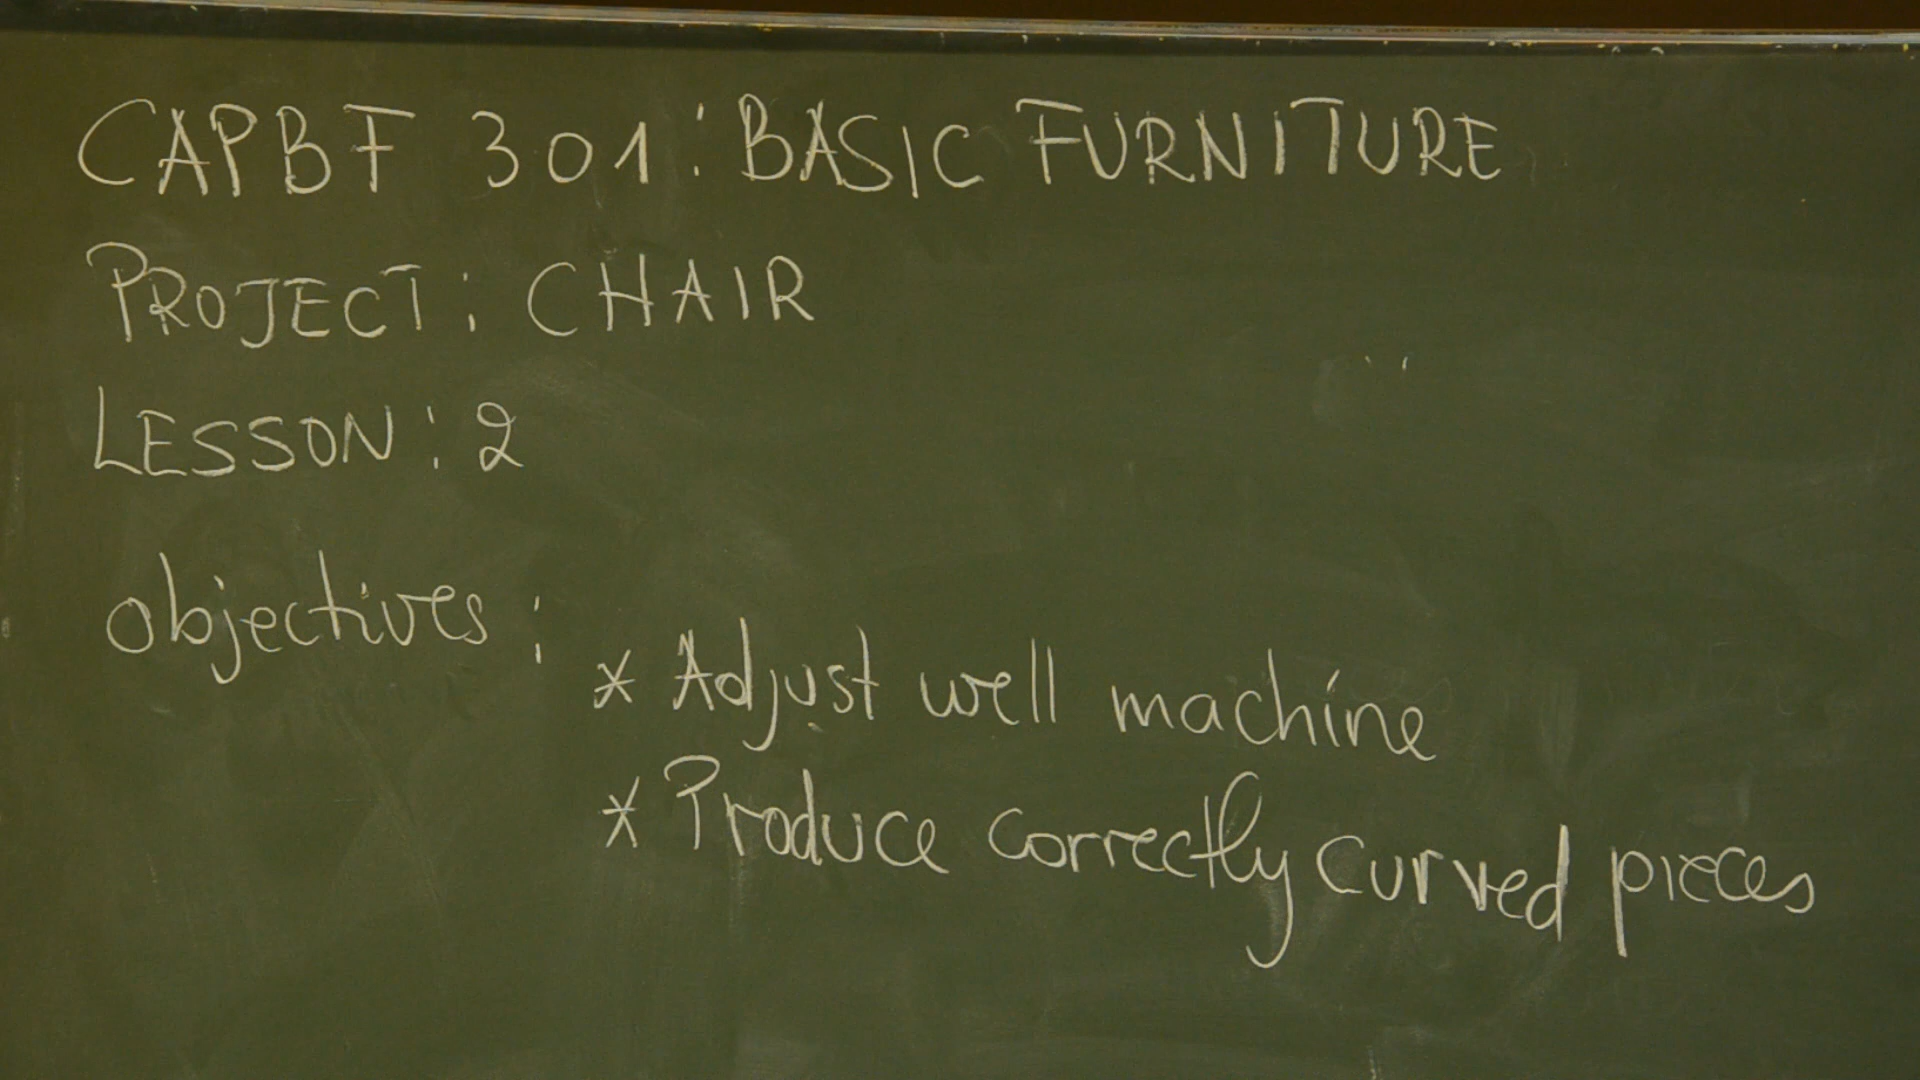 CAPBF 301: BASIC FURNITURE
PROJECT: CHAIR
LESSON: 2
objectives:
* Adjust well machine
* Produce correctly curved pieces